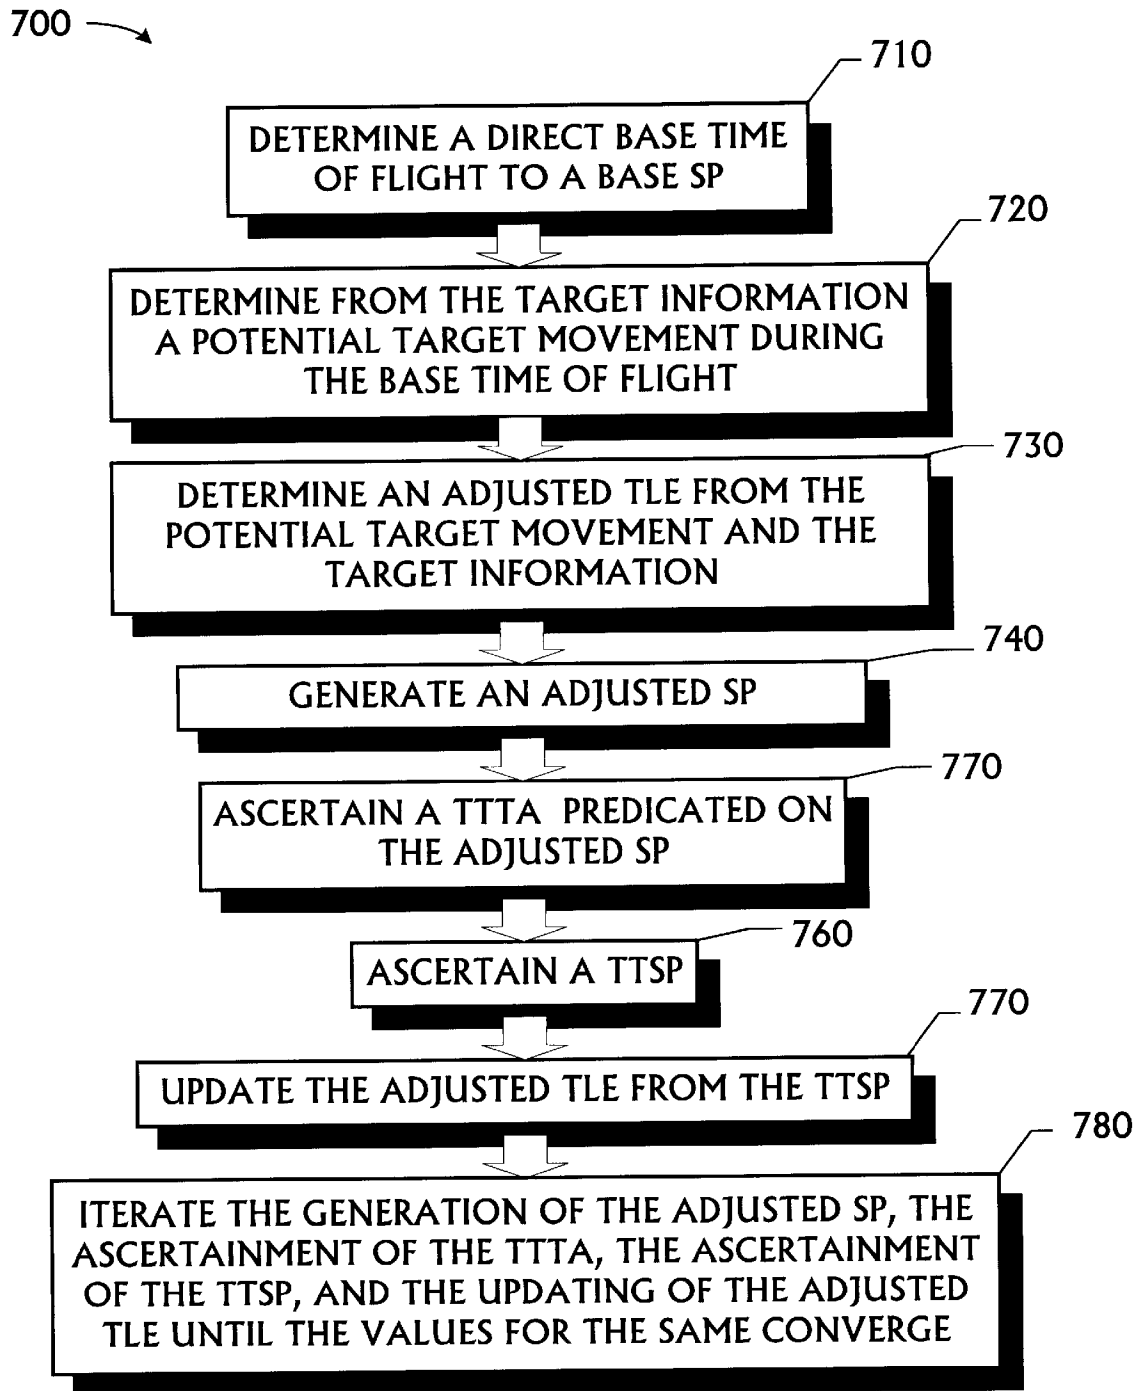 700
710
DETERMINE A DIRECT BASE TIME
OF FLIGHT TO A BASE SP
720
DETERMINE FROM THE TARGET INFORMATION
A POTENTIAL TARGET MOVEMENT DURING
THE BASE TIME OF FLIGHT
730
DETERMINE AN ADJUSTED TLE FROM THE
POTENTIAL TARGET MOVEMENT AND THE
TARGET INFORMATION
740
GENERATE AN ADJUSTED SP
770
ASCERTAIN A TTTA PREDICATED ON
THE ADJUSTED SP
760
ASCERTAIN A TTSP
770
UPDATE THE ADJUSTED TLE FROM THE TTSP
780
ITERATE THE GENERATION OF THE ADJUSTED SP, THE
ASCERTAINMENT OF THE TTTA, THE ASCERTAINMENT
OF THE TTSP, AND THE UPDATING OF THE ADJUSTED
TLE UNTIL THE VALUES FOR THE SAME CONVERGE